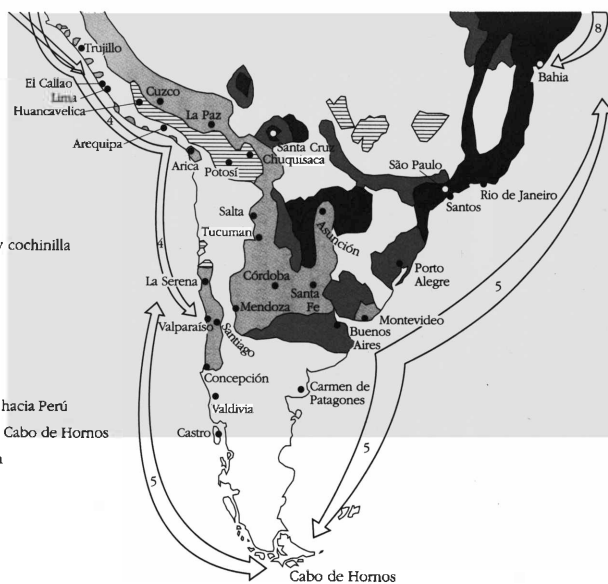 8
Trujillo
Bahia
El Callao
Lima
Cuzco
Huancavelica
La Paz
4
Arequipa
Santa Cruz
Chuquisaca
São Paulo
Arica
Potosí
Rio de Janeiro
Santos
Salta
Tucuman
Asunción
y cochinilla
4
Porto
Alegre
La Serena
Córdoba
Santa
Fe
5
Mendoza
Valparaíso
Santiago
Montevideo
Buenos
Aires
Concepción
Carmen de
Patagones
hacia Perú
Valdivia
Cabo de Hornos
Castro
5
5
Cabo de Hornos